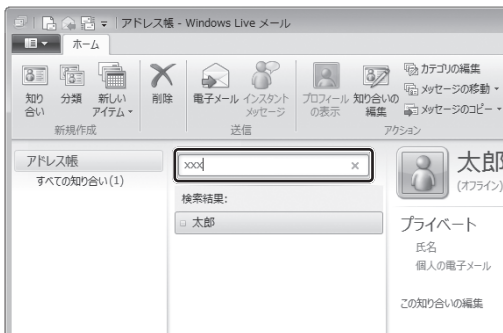 アドレス帳 - Windows Live メール
ホーム
知り合い
分類
新しいアイテム
削除
電子メール
インスタントメッセージ
プロフィールの表示
知り合いの編集
カテゴリの編集
メッセージの移動
メッセージのコピー
新規作成
送信
アクション
アドレス帳
すべての知り合い(1)
xxx
検索結果:
太郎
太郎
(オフライン)
プライベート
氏名
個人の電子メール
この知り合いの編集